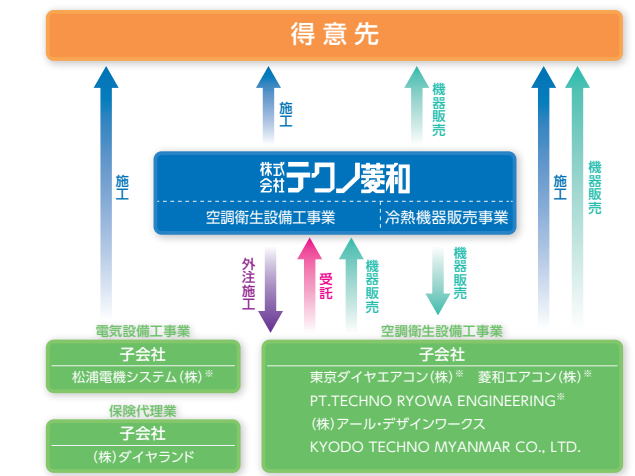 得意先
施工
施工
機器販売
施工
機器販売
株式会社テクノ菱和
空調衛生設備工事業
冷熱機器販売事業
外注施工
受託
機器販売
機器販売
電気設備工事業
子会社
松浦電機システム(株)※
保険代理業
子会社
(株)ダイヤランド
空調衛生設備工事業
子会社
東京ダイヤエアコン(株)※ 菱和エアコン(株)※
PT.TECHNO RYOWA ENGINEERING※
(株)アール・デザインワークス
KYODO TECHNO MYANMAR CO., LTD.